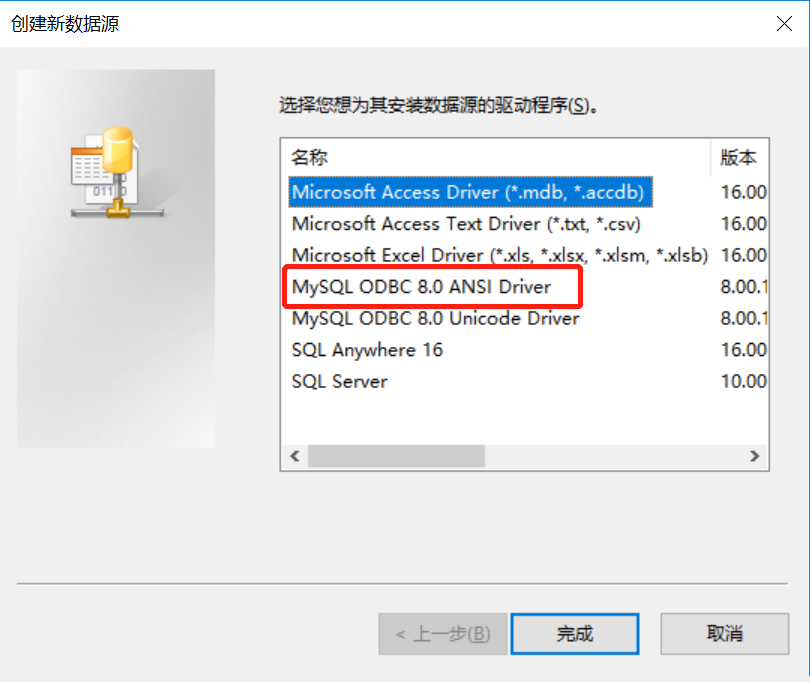 创建新数据源
选择您想为其安装数据源的驱动程序(S)。
名称 版本
Microsoft Access Driver (*.mdb, *.accdb) 16.00
Microsoft Access Text Driver (*.txt, *.csv) 16.00
Microsoft Excel Driver (*.xls, *.xlsx, *.xlsm, *.xlsb) 16.00
MySQL ODBC 8.0 ANSI Driver 8.00.1
MySQL ODBC 8.0 Unicode Driver 8.00.1
SQL Anywhere 16 16.00
SQL Server 10.00
< 上一步(B) 完成 取消